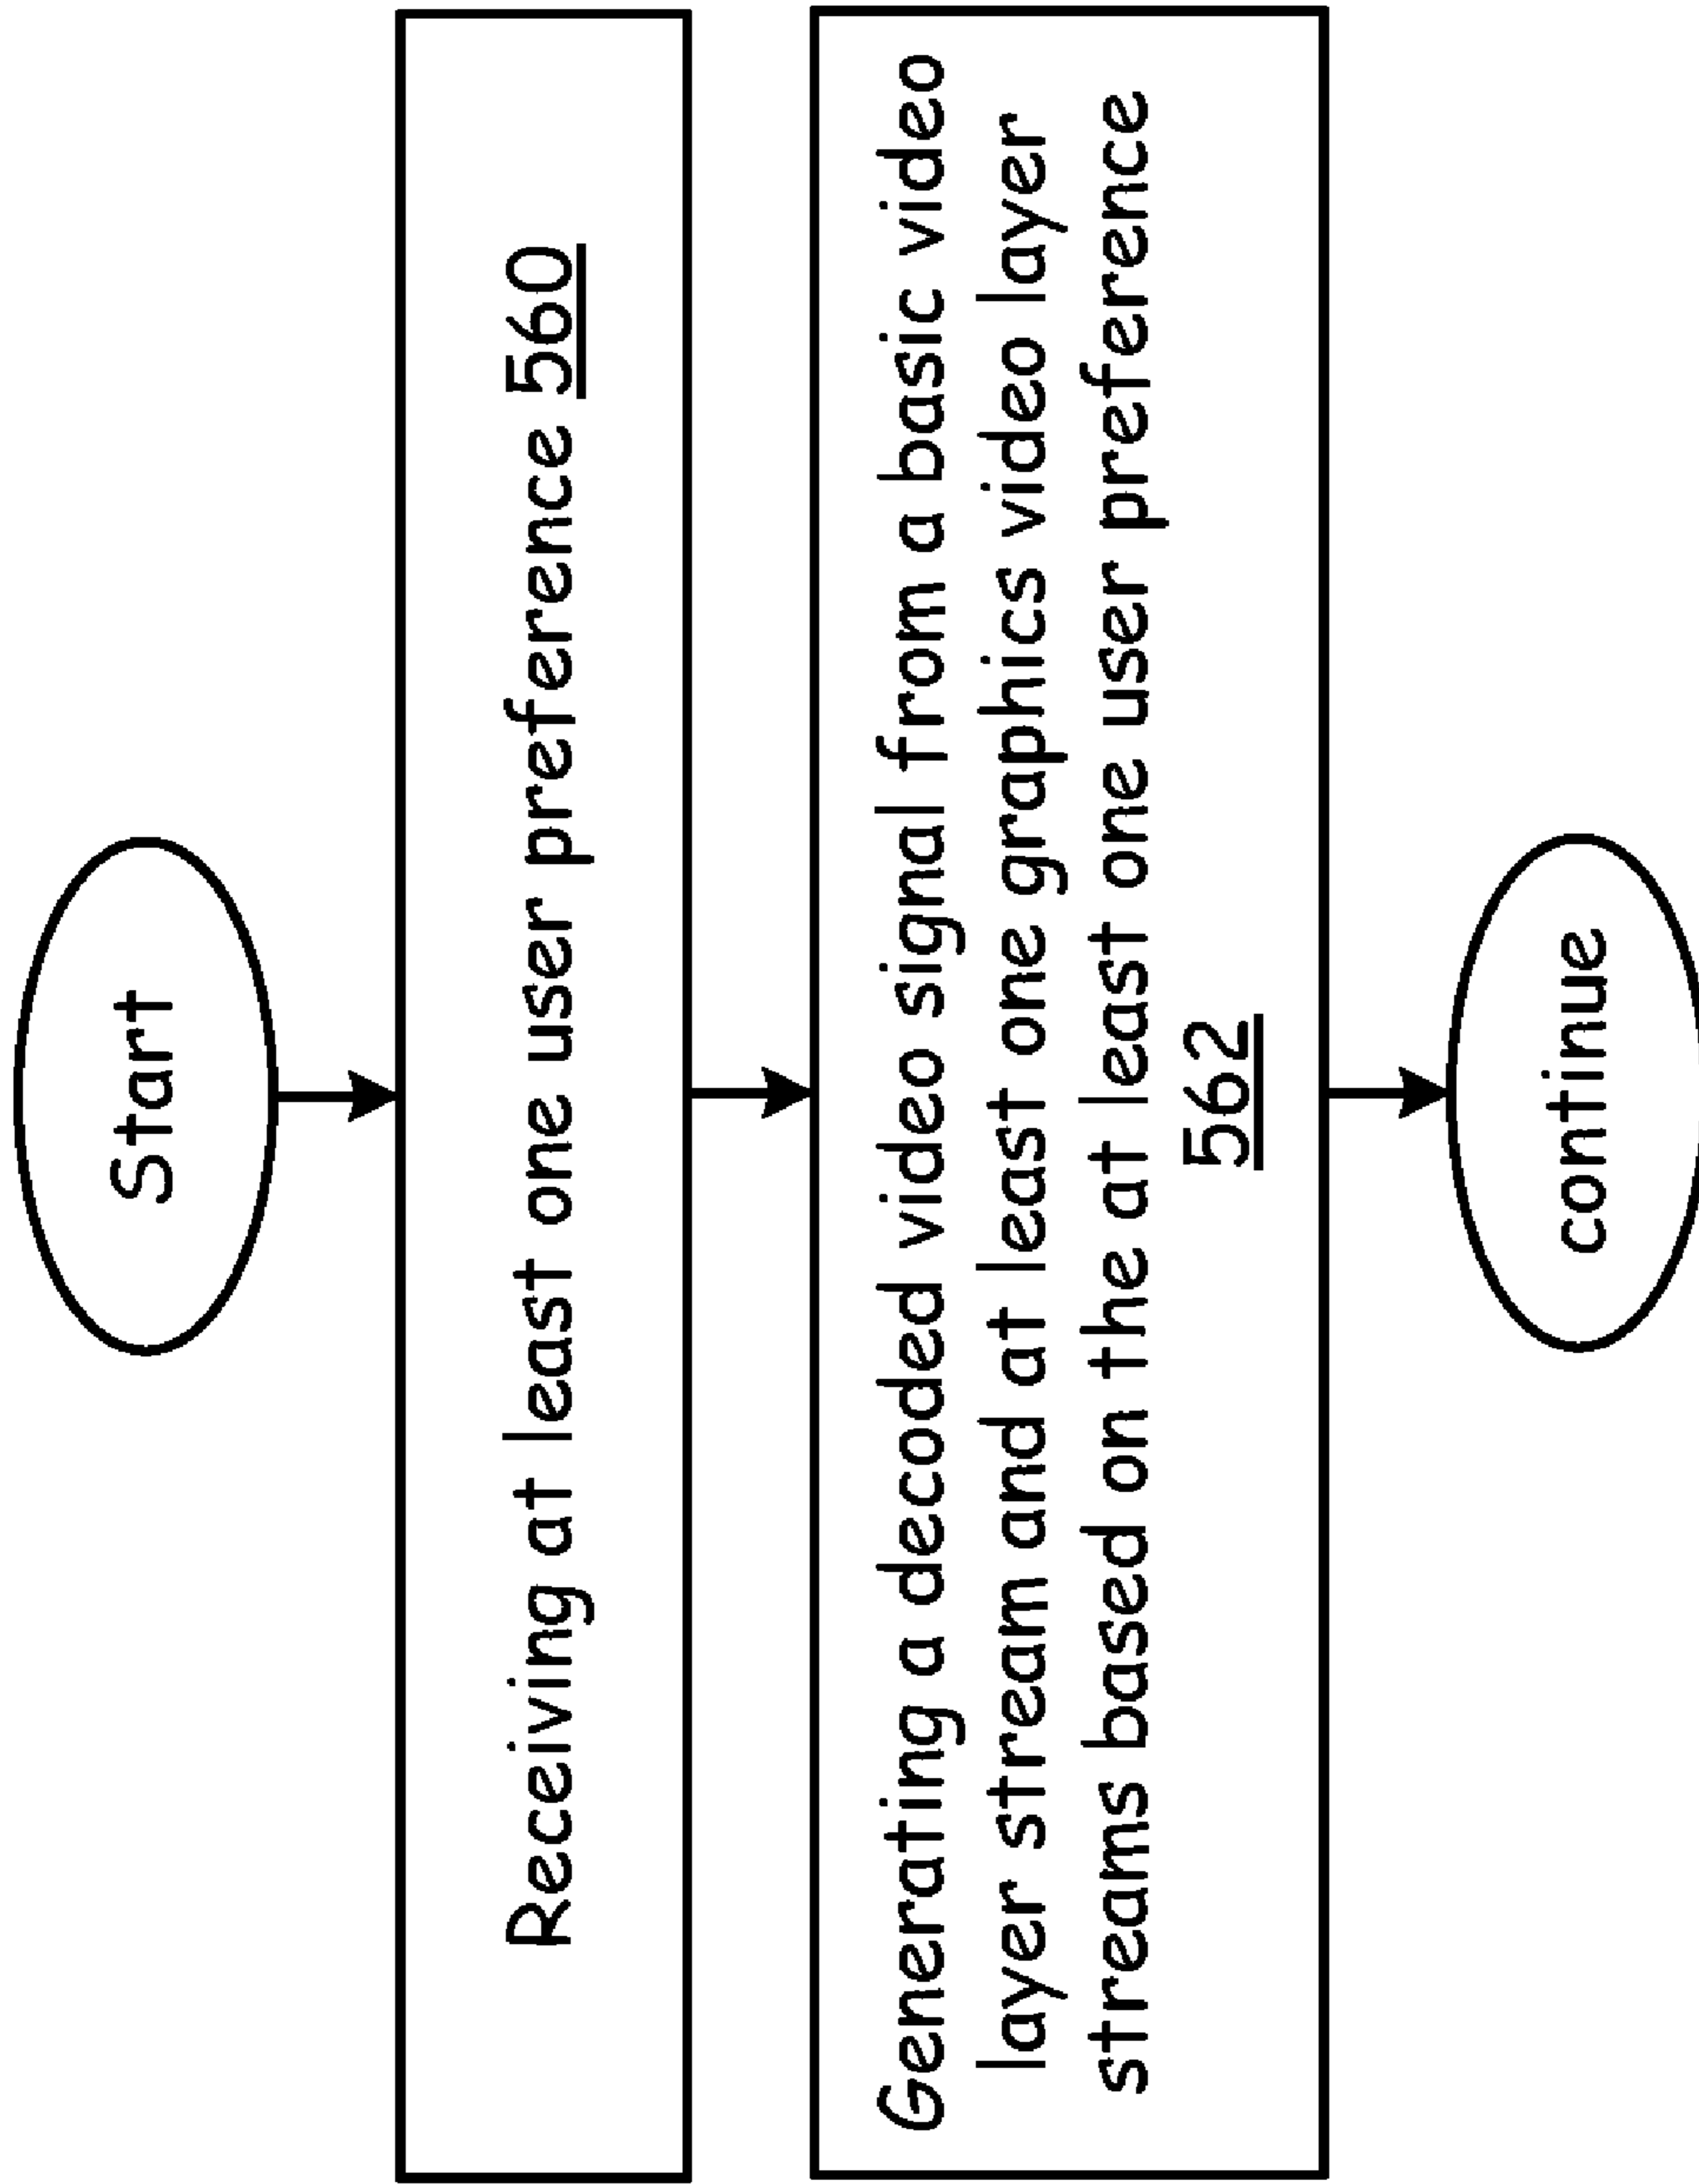 Start
Receiving at least one user preference 560
Generating a decoded video signal from a basic video
layer stream and at least one graphics video layer
streams based on the at least one user preference
562
continue